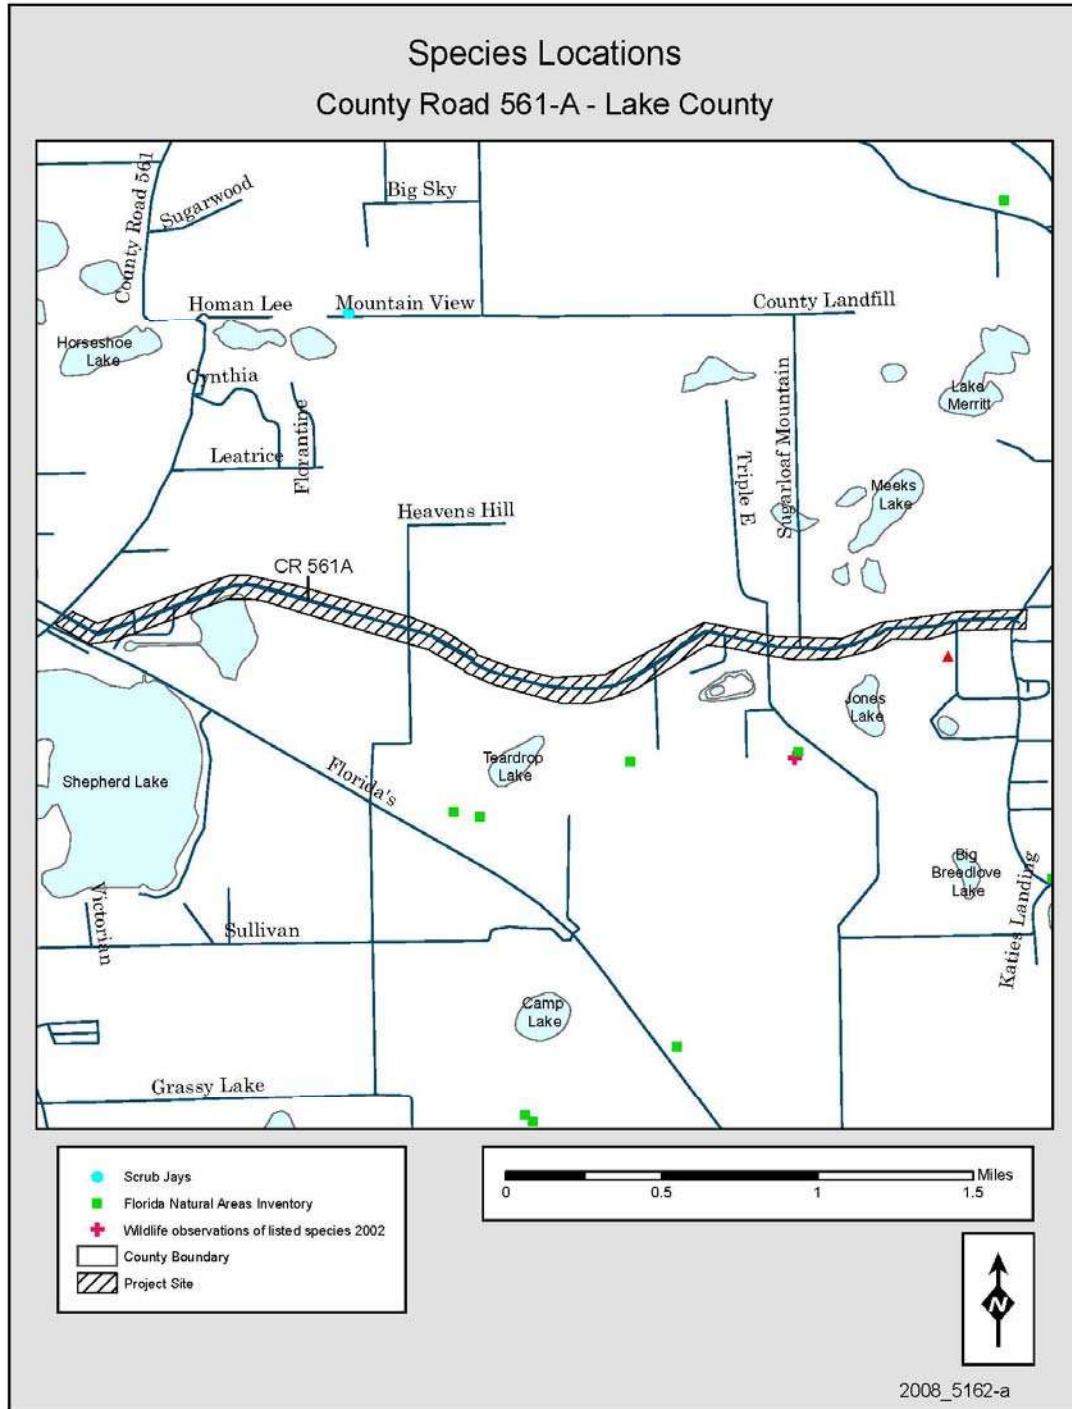 Species Locations
County Road 561-A - Lake County
County Road 561
Sugarwood
Big Sky
Homan Lee
Mountain View
County Landfill
Horseshoe
Lake
Cynthia
Lake
Merritt
Florantine
Leatrice
Triple E
Sugarloaf Mountain
Meeks
Lake
Heavens Hill
CR 561A
Jones
Lake
Shepherd Lake
Florida's
Teardrop
Lake
Big
Breedlove
Lake
Victorian
Sullivan
Katies Landing
Camp
Lake
Grassy Lake
Scrub Jays
Florida Natural Areas Inventory
Wildlife observations of listed species 2002
County Boundary
Project Site
Miles
0 0.5 1 1.5
N
2008_5162-a